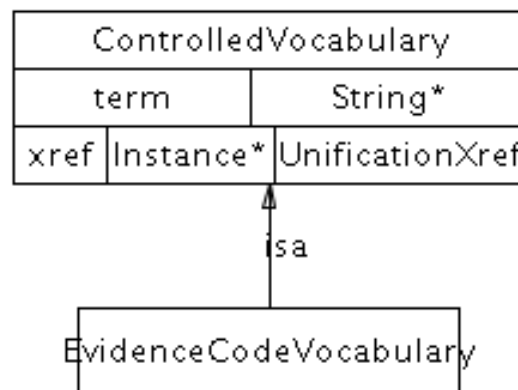 ControlledVocabulary
term String*
xref Instance* UnificationXref
isa
EvidenceCodeVocabulary